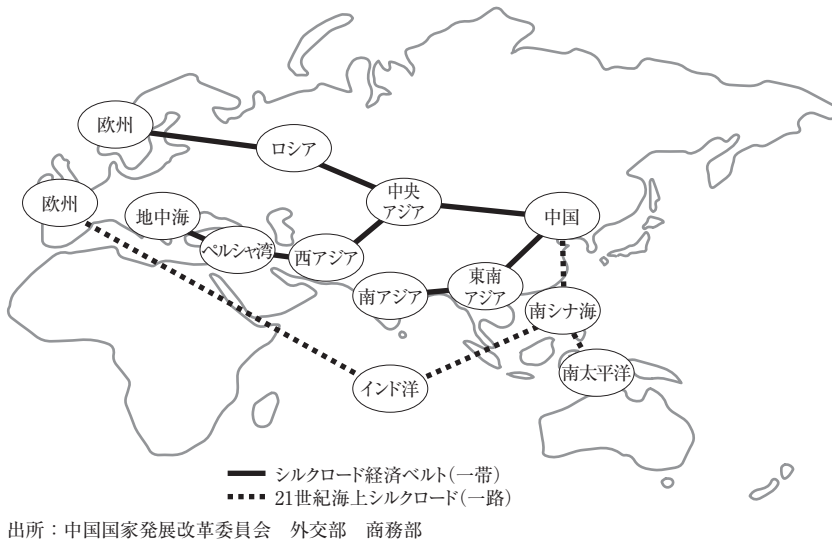 欧州
ロシア
中央
アジア
欧州
地中海
中国
ペルシャ湾
西アジア
東南
アジア
南アジア
南シナ海
インド洋
南太平洋
シルクロード経済ベルト(一帯)
21世紀海上シルクロード(一路)
出所:中国国家発展改革委員会 外交部 商務部